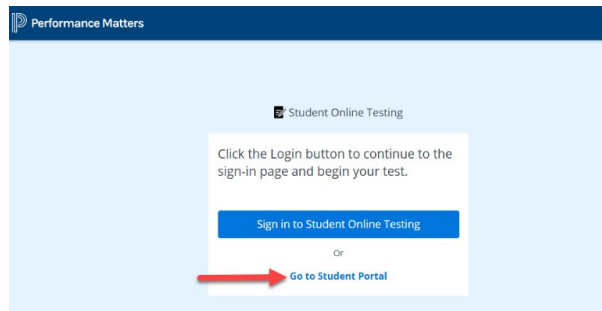 Performance Matters
Student Online Testing
Click the Login button to continue to the
sign-in page and begin your test.
Sign in to Student Online Testing
Or
Go to Student Portal